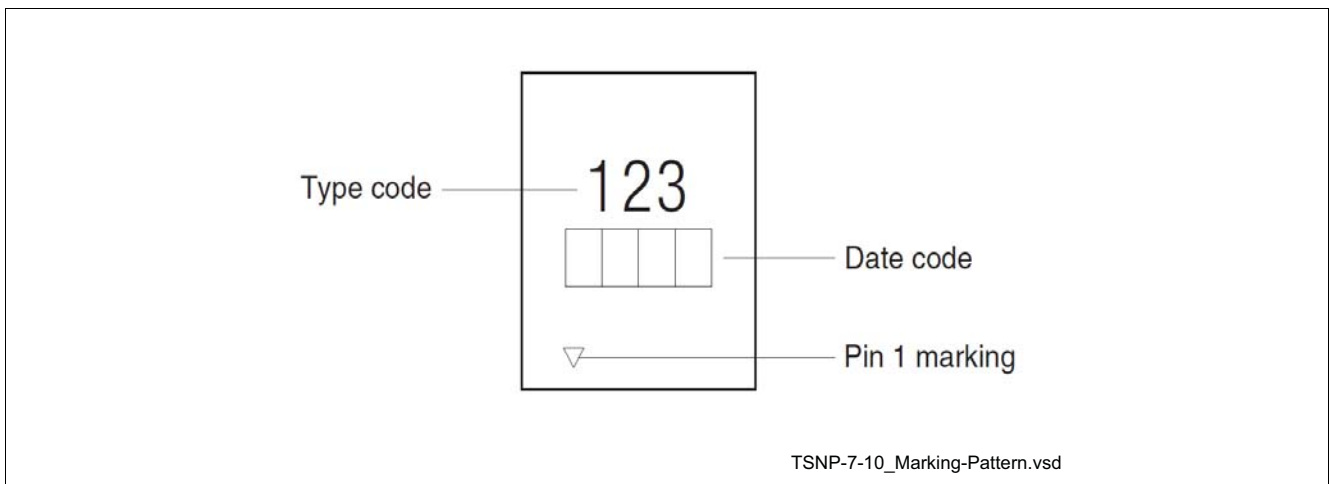 Type code
123
Date code
Pin 1 marking
TSNP-7-10_Marking-Pattern.vsd